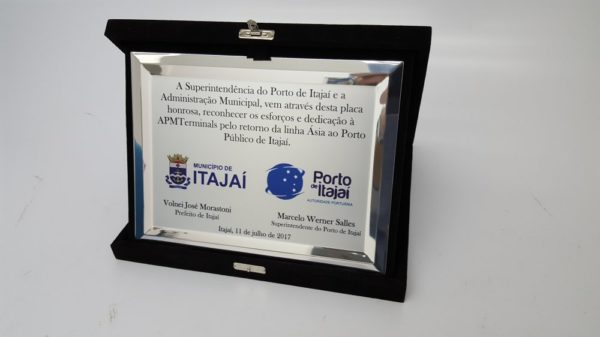 A Superintendência do Porto de Itajaí e a
Administração Municipal, vem através desta placa
honrosa, reconhecer os esforços e dedicação à
APMTerminals pelo retorno da linha Ásia ao Porto
Público de Itajaí.
MUNICÍPIO DE
ITAJAÍ
Porto
de Itajaí
AUTORIDADE PORTUÁRIA
Volnei José Morastoni
Prefeito de Itajaí
Marcelo Werner Salles
Superintendente do Porto de Itajaí
Itajaí, 11 de julho de 2017